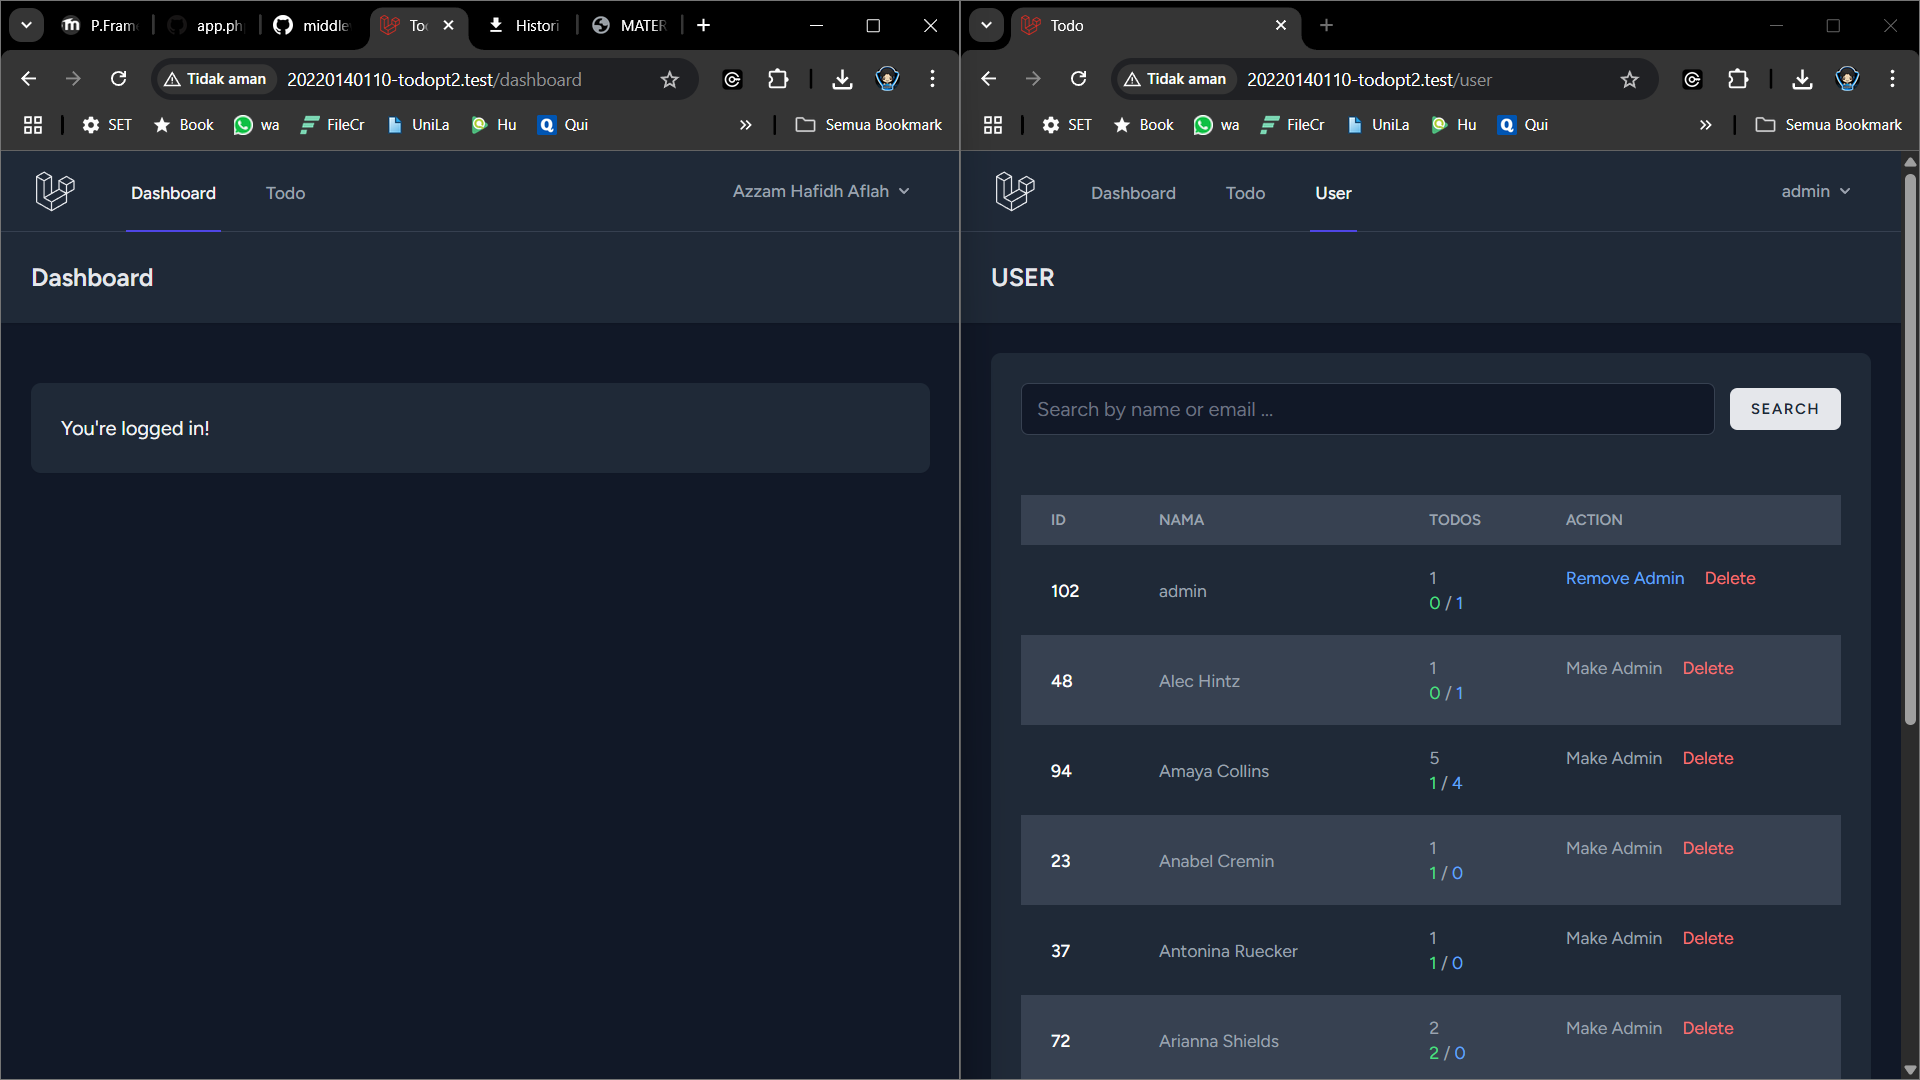 P.Fram
app.ph
middle
To
Histori
MATER
Tidak aman
20220140110-todopt2.test/dashboard
SET
Book
wa
FileCr
UniLa
Hu
Qui
Semua Bookmark
Dashboard
Todo
Azzam Hafidh Aflah
Dashboard
You're logged in!
Todo
Tidak aman
20220140110-todopt2.test/user
SET
Book
wa
FileCr
UniLa
Hu
Qui
Semua Bookmark
Dashboard
Todo
User
admin
USER
Search by name or email ...
SEARCH
ID NAMA TODOS ACTION
102 admin 1 Remove Admin Delete
0 / 1
48 Alec Hintz 1 Make Admin Delete
0 / 1
94 Amaya Collins 5 Make Admin Delete
1 / 4
23 Anabel Cremin 1 Make Admin Delete
1 / 0
37 Antonina Ruecker 1 Make Admin Delete
1 / 0
72 Arianna Shields 2 Make Admin Delete
2 / 0